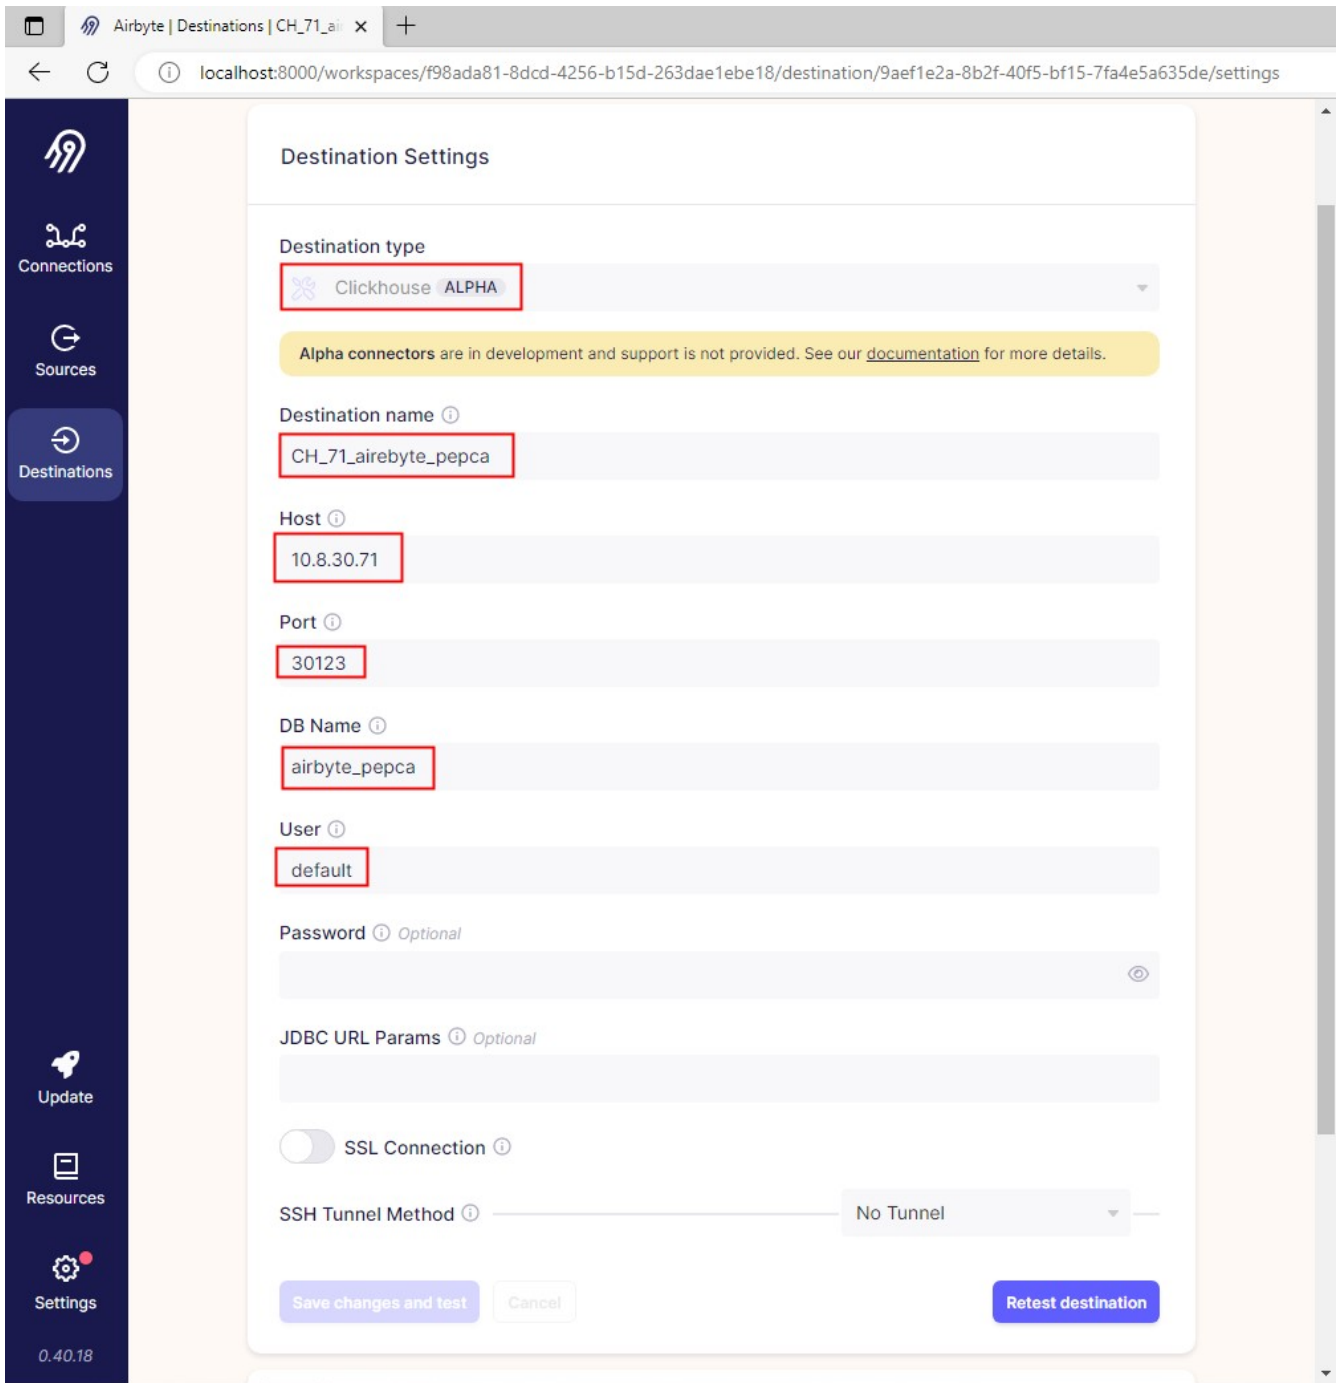 Airbyte | Destinations | CH_71_ai
localhost:8000/workspaces/f98ada81-8dcd-4256-b15d-263dae1ebe18/destination/9aef1e2a-8b2f-40f5-bf15-7fa4e5a635de/settings
Connections
Sources
Destinations
Update
Resources
Settings
0.40.18
Destination Settings
Destination type
Clickhouse ALPHA
Alpha connectors are in development and support is not provided. See our documentation for more details.
Destination name
CH_71_airebyte_pepca
Host
10.8.30.71
Port
30123
DB Name
airbyte_pepca
User
default
Password Optional
JDBC URL Params Optional
SSL Connection
SSH Tunnel Method No Tunnel
Save changes and test Cancel Retest destination